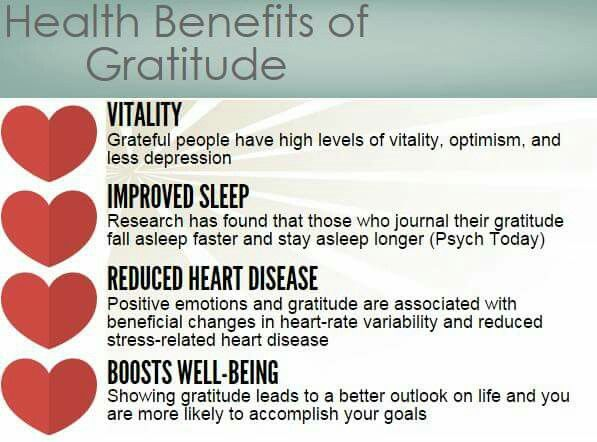 Health Benefits of
Gratitude
VITALITY
Grateful people have high levels of vitality, optimism, and
less depression
IMPROVED SLEEP
Research has found that those who journal their gratitude
fall asleep faster and stay asleep longer (Psych Today)
REDUCED HEART DISEASE
Positive emotions and gratitude are associated with
beneficial changes in heart-rate variability and reduced
stress-related heart disease
BOOSTS WELL-BEING
Showing gratitude leads to a better outlook on life and you
are more likely to accomplish your goals